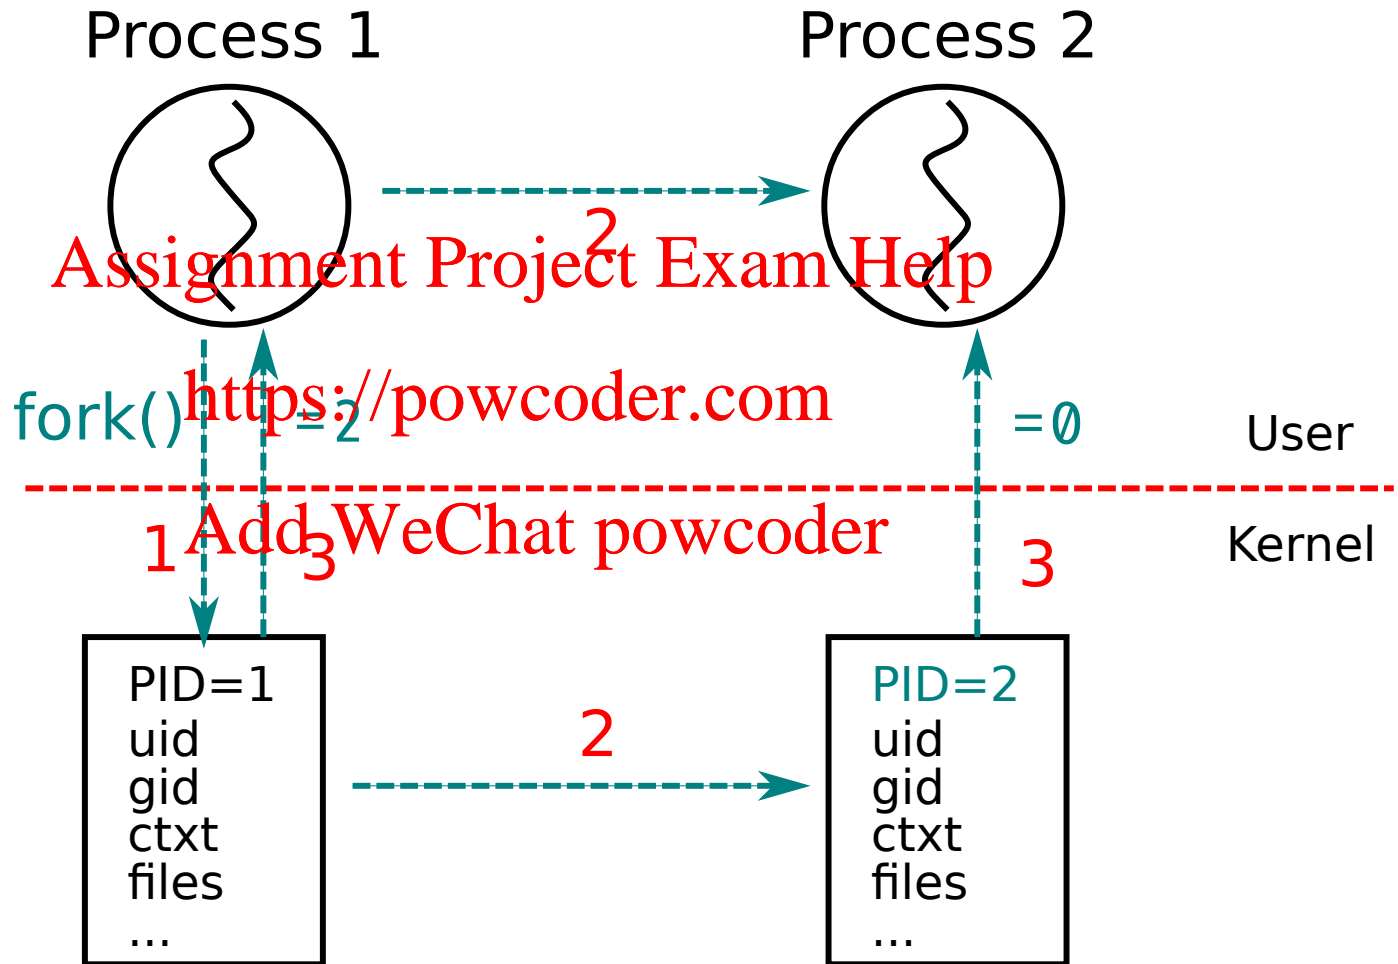 Process 1
Process 2
2
Assignment Project Exam Help
https://powcoder.com
fork()
=2
=0
User
Add WeChat powcoder
1
3
3
Kernel
PID=1
uid
gid
ctxt
files
...
2
PID=2
uid
gid
ctxt
files
...